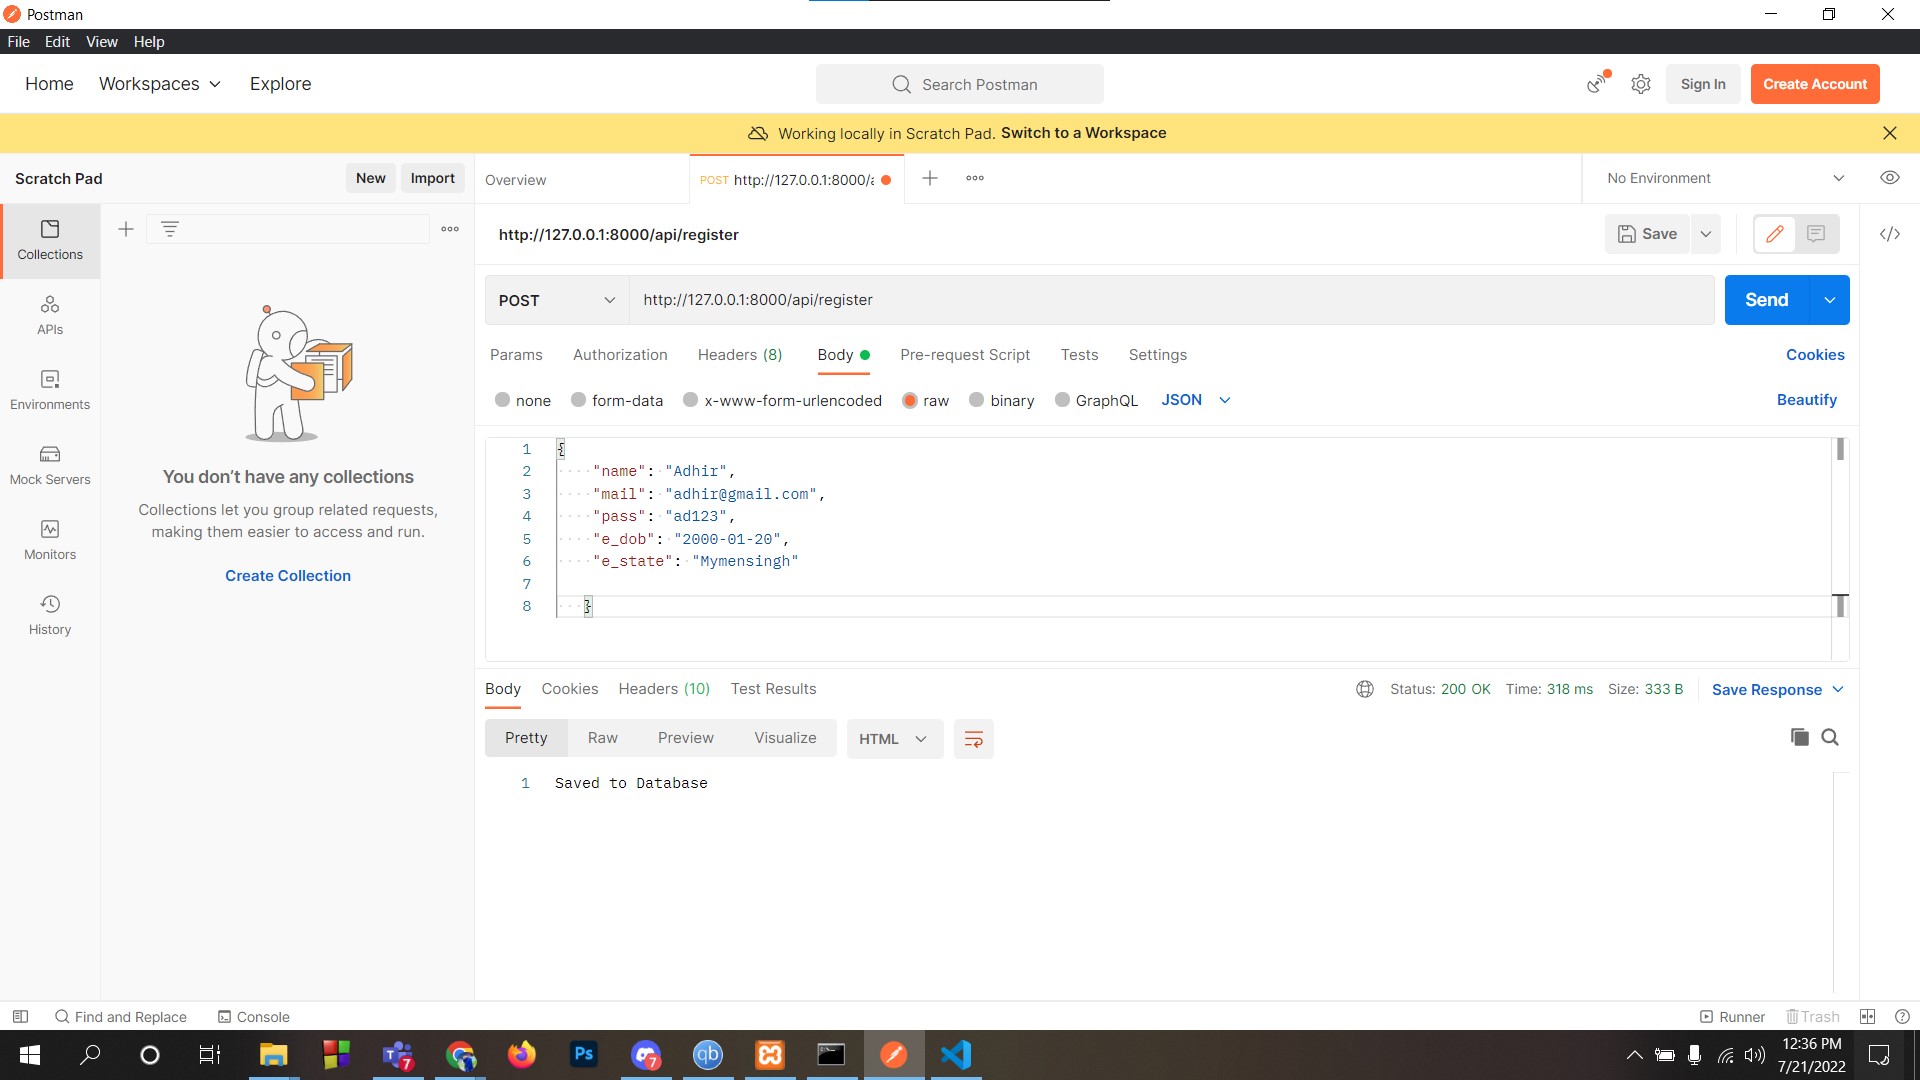 Postman
File Edit View Help
Home Workspaces Explore
Search Postman
Sign In
Create Account
Working locally in Scratch Pad. Switch to a Workspace
Scratch Pad
New
Import
Overview
POST http://127.0.0.1:8000/a
No Environment
Collections
APIs
Environments
Mock Servers
Monitors
History
You don't have any collections
Collections let you group related requests,
making them easier to access and run.
Create Collection
http://127.0.0.1:8000/api/register
Save
POST
http://127.0.0.1:8000/api/register
Send
Params Authorization Headers (8) Body Pre-request Script Tests Settings
Cookies
none form-data x-www-form-urlencoded raw binary GraphQL JSON
Beautify
1 {
2 "name": "Adhir",
3 "mail": "adhir@gmail.com",
4 "pass": "ad123",
5 "e_dob": "2000-01-20",
6 "e_state": "Mymensingh"
7
8 }
Body Cookies Headers (10) Test Results
Status: 200 OK Time: 318 ms Size: 333 B
Save Response
Pretty Raw Preview Visualize HTML
1 Saved to Database
Find and Replace Console
Runner Trash
7
Ps
7
qb
12:36 PM
7/21/2022